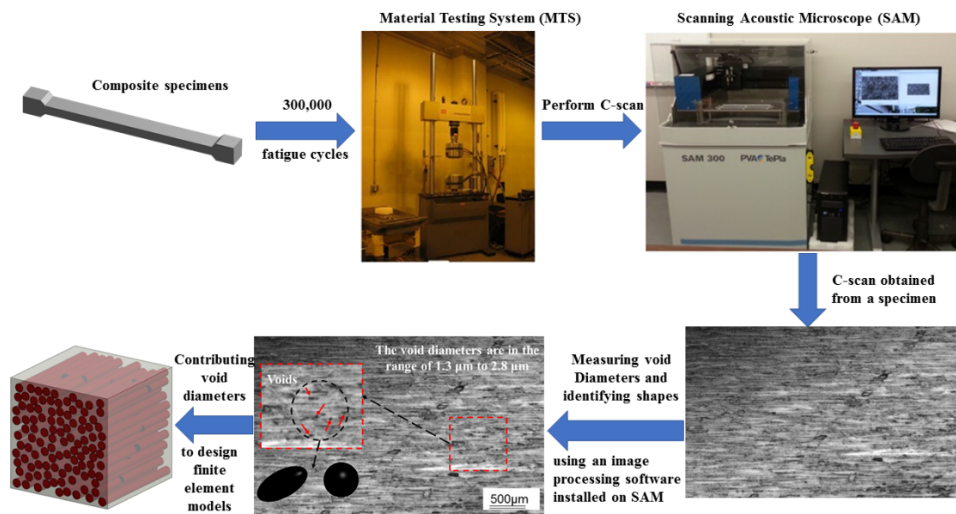 Material Testing System (MTS)
Scanning Acoustic Microscope (SAM)
Composite specimens
300,000
fatigue cycles
Perform C-scan
SAM 300
PVA TePla
C-scan obtained
from a specimen
Contributing
void
diameters
to design
finite
element
models
The void diameters are in the
range of 1.3 μm to 2.8 μm
Voids
500μm
Measuring void
Diameters and
identifying shapes
using an image
processing software
installed on SAM